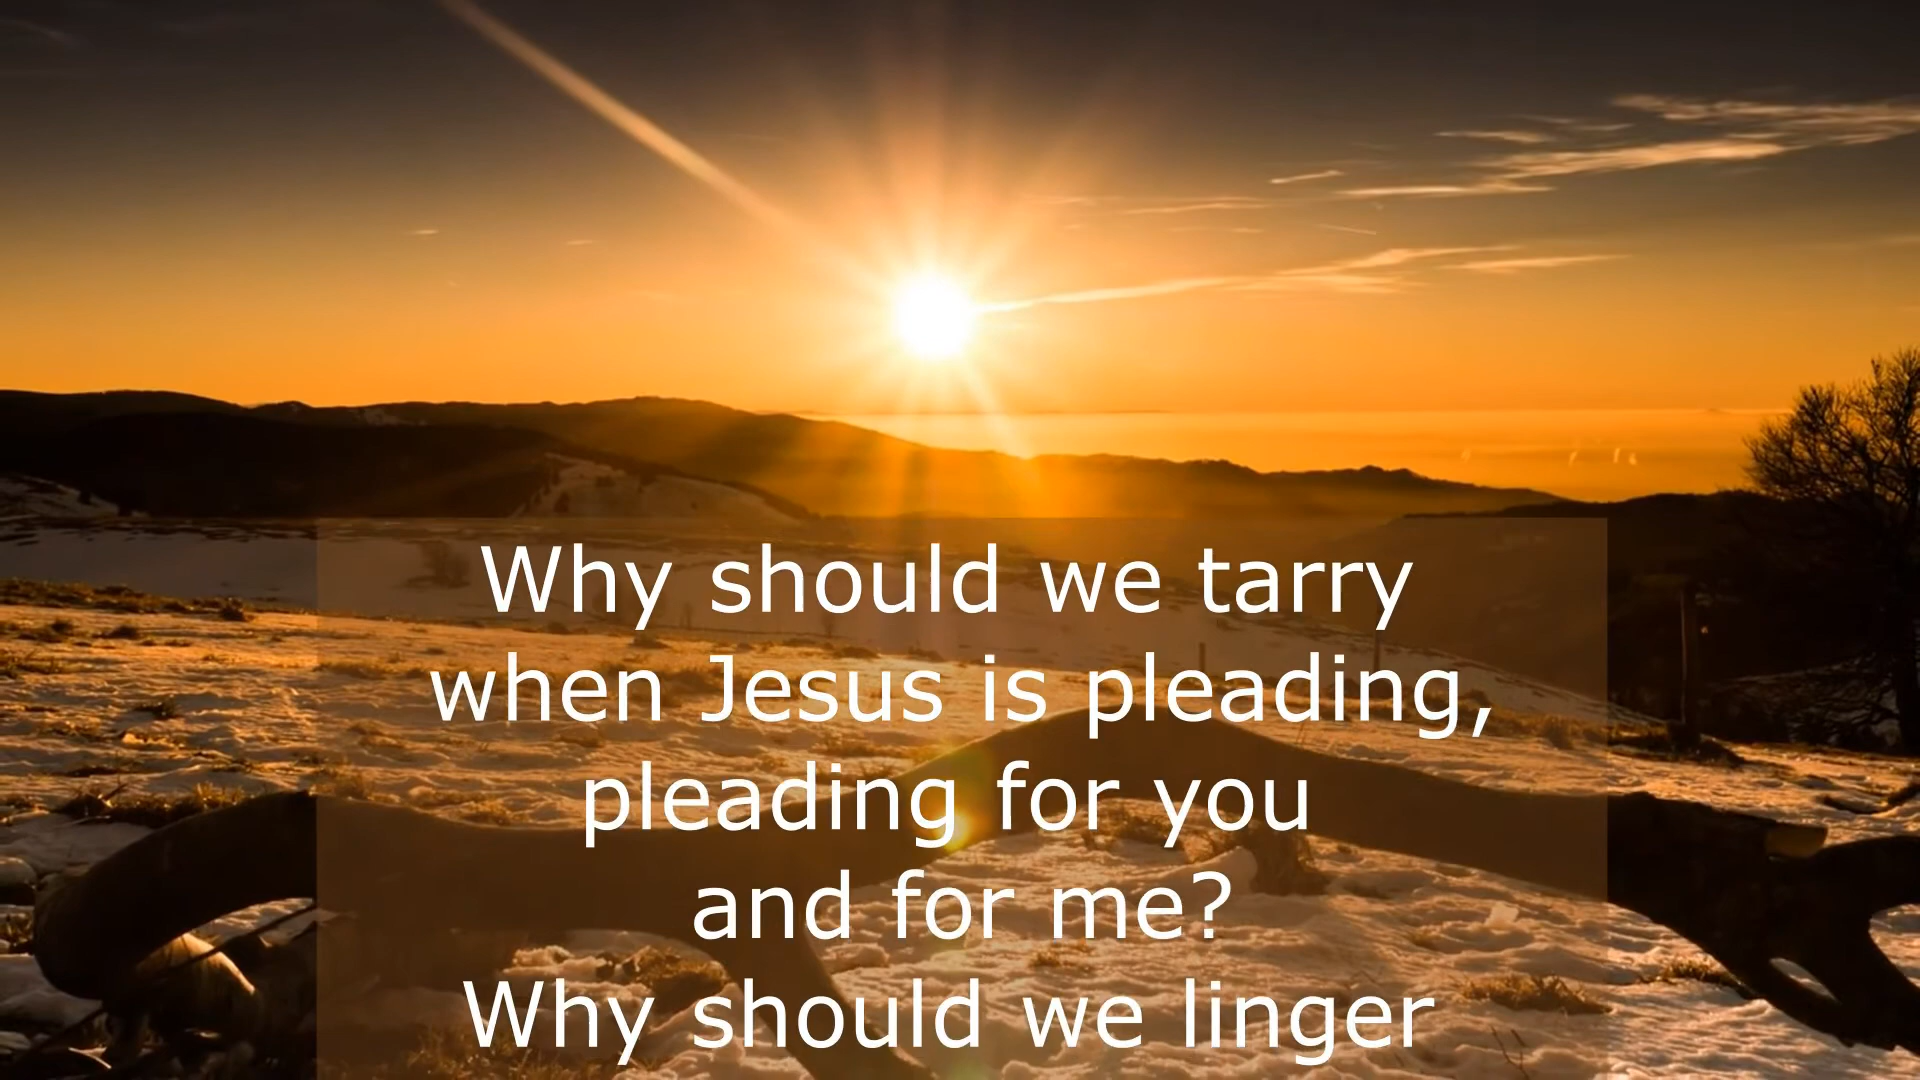 Why should we tarry
when Jesus is pleading,
pleading for you
and for me?
Why should we linger